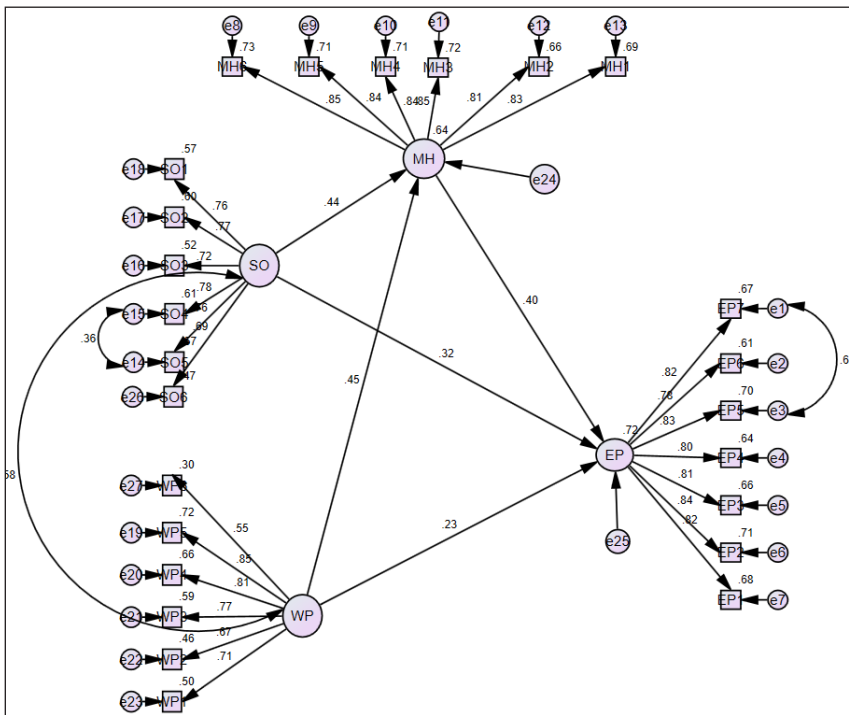 e8 e9 e10 e11 e12 e13
.73 .71 .71 .72 .66 .69
MH6 MH5 MH4 MH3 MH2 MH1
.85 .84 .84 .85 .81 .83
.64
MH
e24
.57
e18 SO1
.60
e17 SO2
.52
e16 SO3
.61
e15 SO4
e14 SO5
.47
e26 SO6
.76
.77
.72
.78
.69
.36
SO
.44
.45
.32
.40
.23
.58
.30
e27
.72
e19 WP5
.66
e20 WP4
.59
e21 WP3
.46
e22 WP2
.50
e23 WP1
.55
.85
.81
.77
.67
.71
WP
.72
EP
e25
.82
.78
.83
.80
.81
.84
.82
.67
EP7 e1
.61
EP6 e2
.70
EP5 e3
.64
EP4 e4
.66
EP3 e5
.71
EP2 e6
.68
EP1 e7